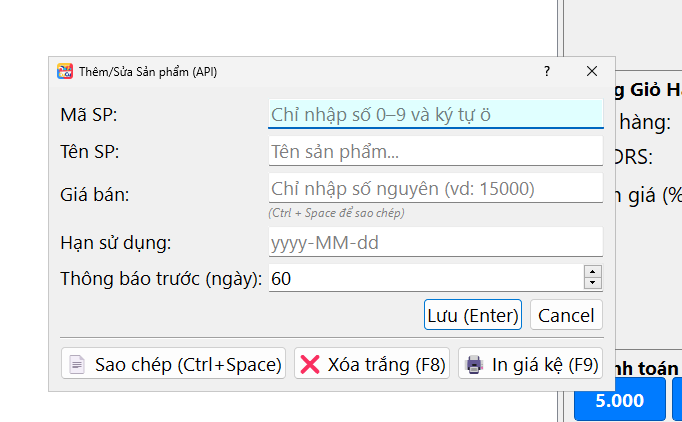 Thêm/Sửa Sản phẩm (API)
?
Mã SP:
Chỉ nhập số 0–9 và ký tự ö
Tên SP:
Tên sản phẩm...
Giá bán:
Chỉ nhập số nguyên (vd: 15000)
(Ctrl + Space để sao chép)
Hạn sử dụng:
yyyy-MM-dd
Thông báo trước (ngày):
60
Lưu (Enter)
Cancel
Sao chép (Ctrl+Space)
Xóa trắng (F8)
In giá kệ (F9)
g Giỏ H
hàng:
DRS:
giá (%
nh toán
5.000